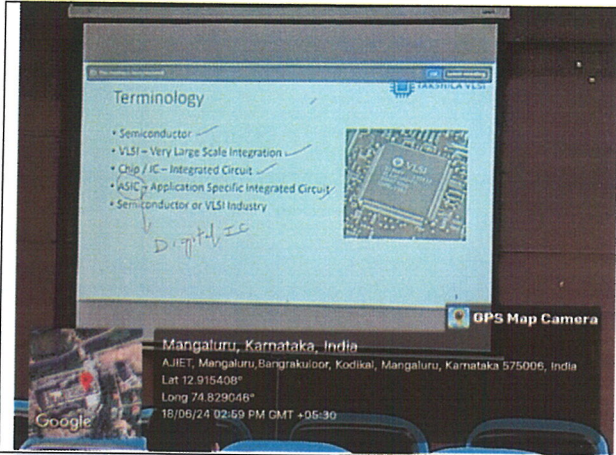 TAKSHILA VLSI
Terminology
• Semiconductor
• VLSI – Very Large Scale Integration
• Chip / IC – Integrated Circuit
• ASIC – Application Specific Integrated Circuit
• Semiconductor or VLSI Industry
Digital IC
VLSI
GPS Map Camera
Mangaluru, Karnataka, India
AJIET, Mangaluru,Bangrakuloor, Kodikal, Mangaluru, Karnataka 575006, India
Lat 12.915408°
Long 74.829048°
18/06/24 02:59 PM GMT +05:30
Google